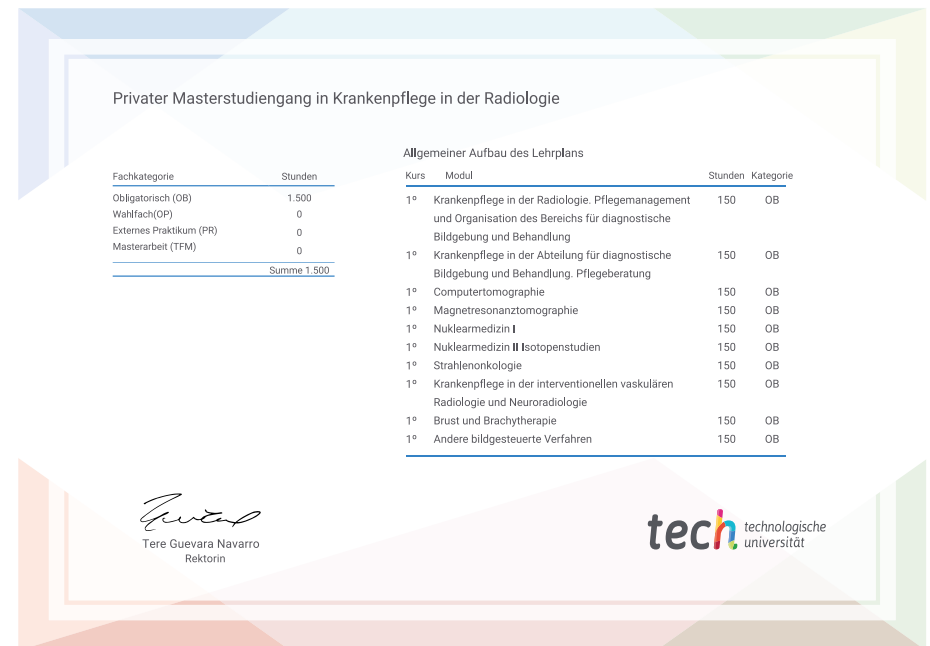 Privater Masterstudiengang in Krankenpflege in der Radiologie
Allgemeiner Aufbau des Lehrplans
Fachkategorie Stunden
Obligatorisch (OB) 1.500
Wahlfach(OP) 0
Externes Praktikum (PR) 0
Masterarbeit (TFM) 0
Summe 1.500
Kurs Modul Stunden Kategorie
1º Krankenpflege in der Radiologie. Pflegemanagement 150 OB
und Organisation des Bereichs für diagnostische
Bildgebung und Behandlung
1º Krankenpflege in der Abteilung für diagnostische 150 OB
Bildgebung und Behandlung. Pflegeberatung
1º Computertomographie 150 OB
1º Magnetresonanztomographie 150 OB
1º Nuklearmedizin I 150 OB
1º Nuklearmedizin II Isotopenstudien 150 OB
1º Strahlenonkologie 150 OB
1º Krankenpflege in der interventionellen vaskulären 150 OB
Radiologie und Neuroradiologie
1º Brust und Brachytherapie 150 OB
1º Andere bildgesteuerte Verfahren 150 OB
Tere Guevara Navarro
Rektorin
tech technologische
universität